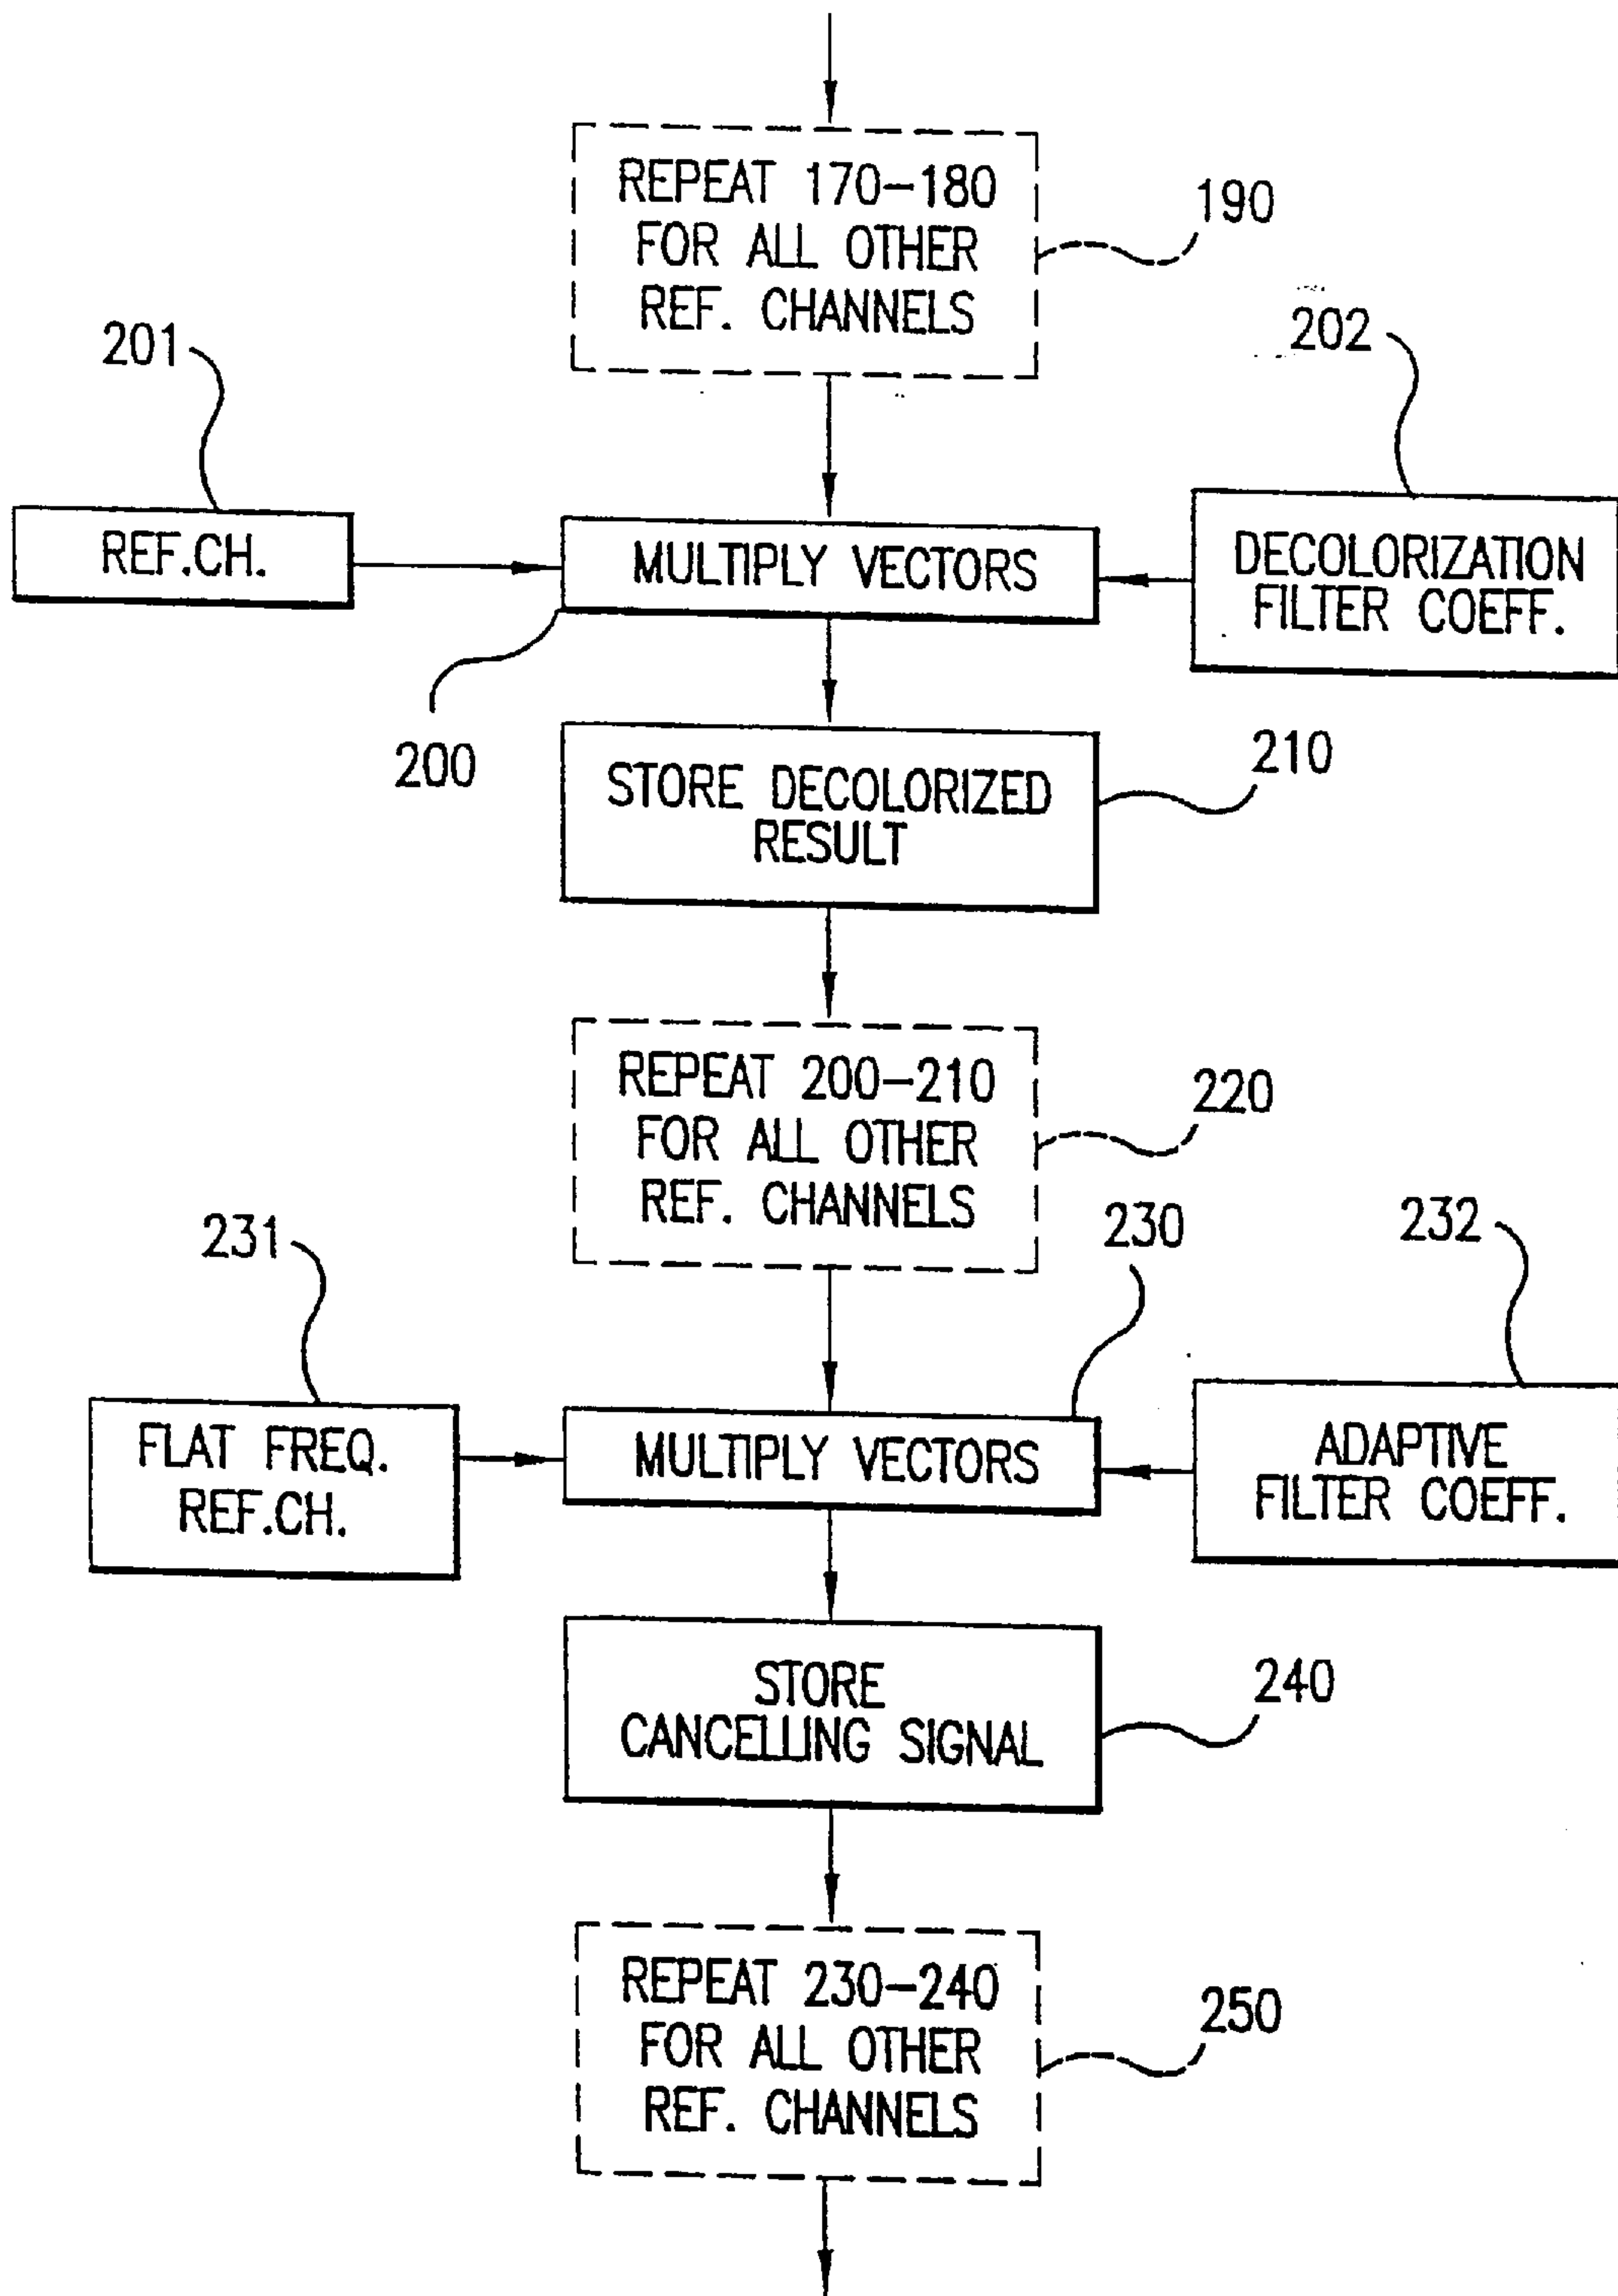 REPEAT 170-180
FOR ALL OTHER
REF. CHANNELS
190
201
202
REF.CH.
MULTIPLY VECTORS
DECOLORIZATION
FILTER COEFF.
200
STORE DECOLORIZED
RESULT
210
REPEAT 200-210
FOR ALL OTHER
REF. CHANNELS
220
231
230
232
FLAT FREQ.
REF.CH.
MULTIPLY VECTORS
ADAPTIVE
FILTER COEFF.
STORE
CANCELLING SIGNAL
240
REPEAT 230-240
FOR ALL OTHER
REF. CHANNELS
250